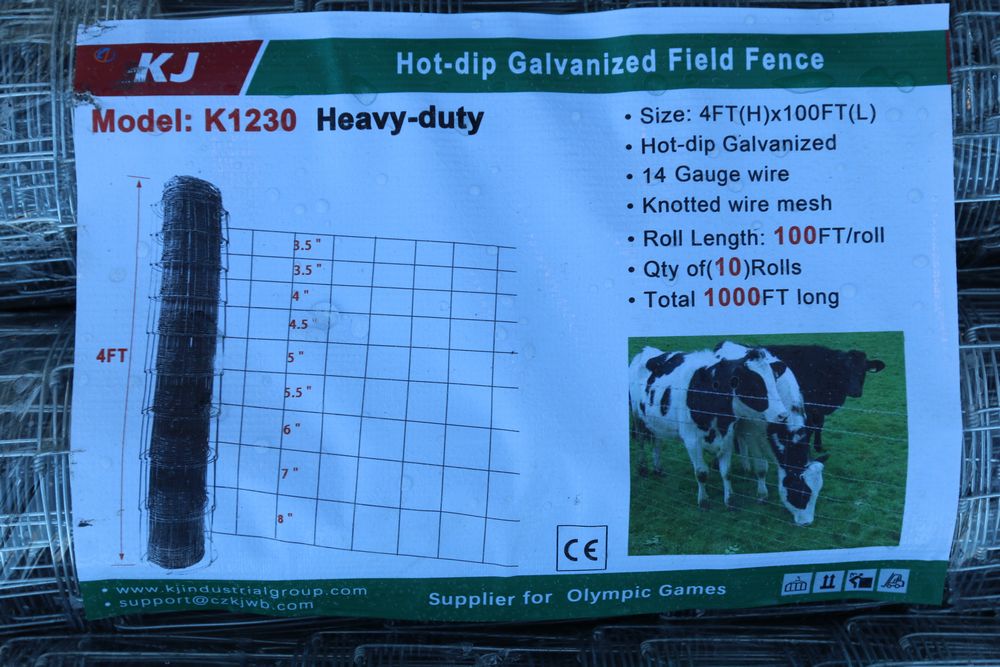 KJ
Hot-dip Galvanized Field Fence
Model: K1230 Heavy-duty
• Size: 4FT(H)x100FT(L)
• Hot-dip Galvanized
• 14 Gauge wire
• Knotted wire mesh
• Roll Length: 100FT/roll
• Qty of(10)Rolls
• Total 1000FT long
4FT
3.5 "
3.5 "
4 "
4.5 "
5 "
5.5 "
6 "
7 "
8 "
CE
• www.kjindustrialgroup.com
• support@czkjwb.com
Supplier for Olympic Games